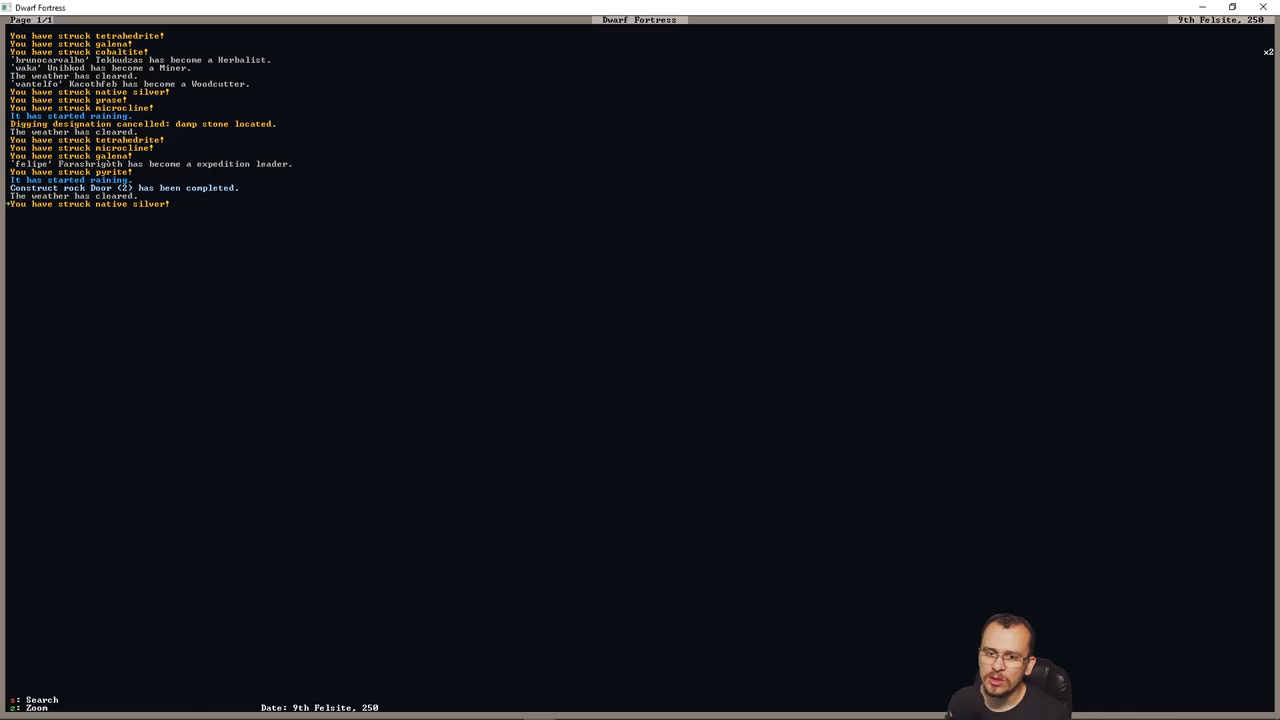 Dwarf Fortress
Page 1/1
Dwarf Fortress
9th Felsite, 250
You have struck tetrahedrite!
You have struck galena!
You have struck cobaltite!
x2
`brunocarvalho' Tekkudzas has become a Herbalist.
`waka' Unibkod has become a Miner.
The weather has cleared.
`vantelfo' Kacothfeb has become a Woodcutter.
You have struck native silver!
You have struck prase!
You have struck microcline!
It has started raining.
Digging designation cancelled: damp stone located.
The weather has cleared.
You have struck tetrahedrite!
You have struck microcline!
You have struck galena!
`felipe' Farashrigòth has become a expedition leader.
You have struck pyrite!
It has started raining.
Construct rock Door (2) has been completed.
The weather has cleared.
→You have struck native silver!
s: Search
z: Zoom
Date: 9th Felsite, 250